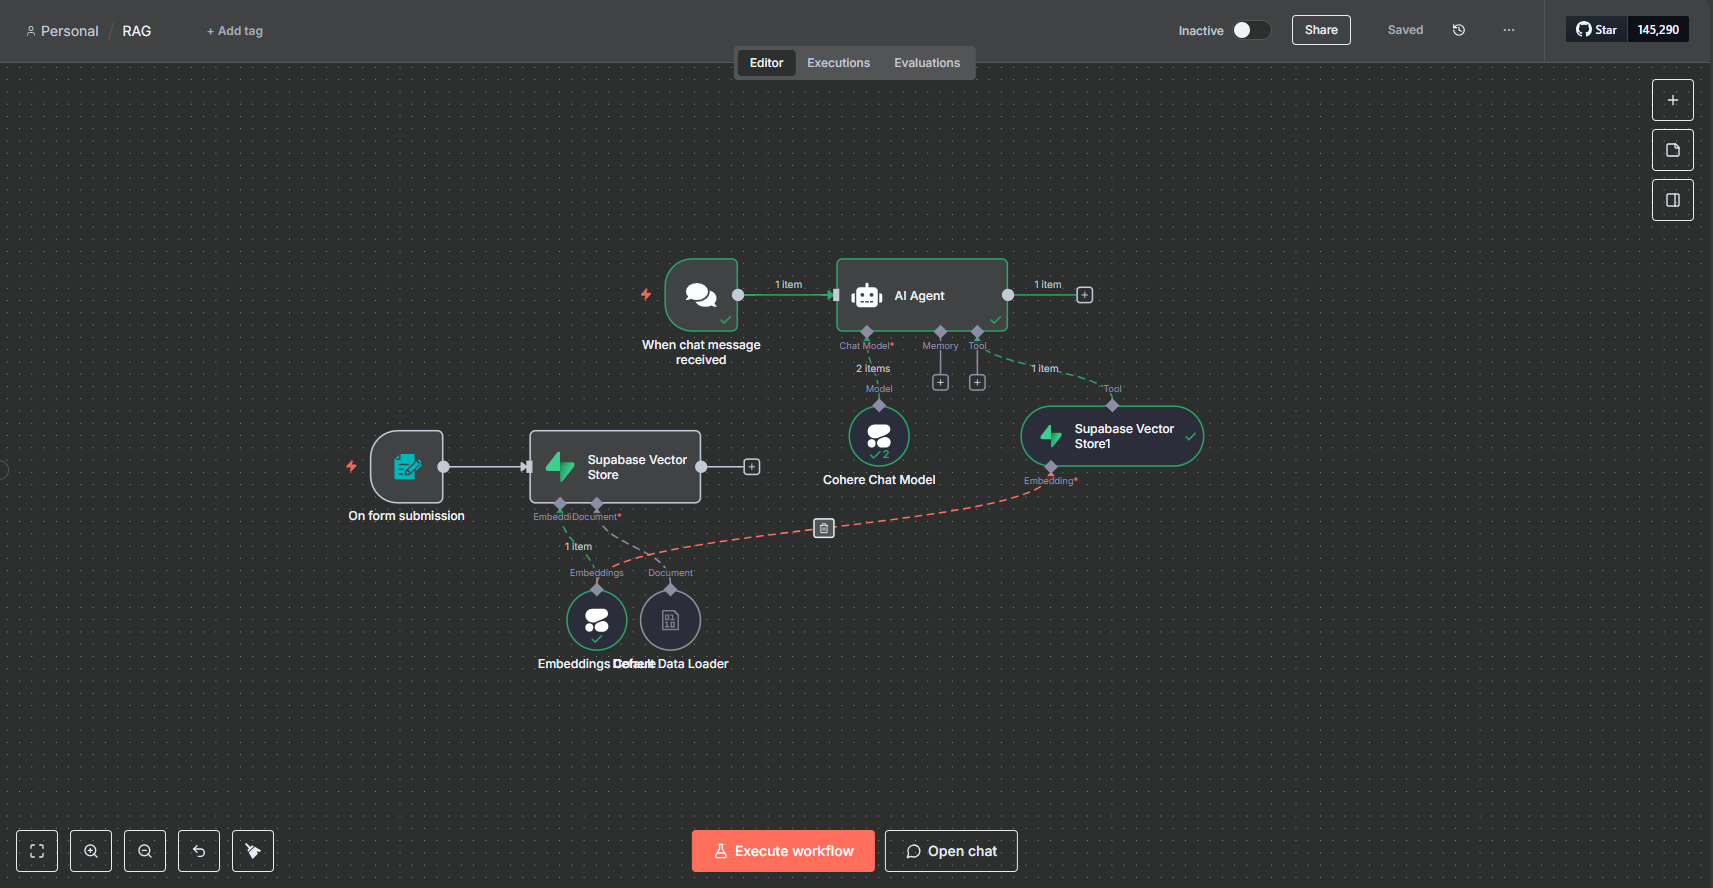 Personal / RAG
+ Add tag
Inactive
Share
Saved
Star
145,290
Editor
Executions
Evaluations
1 item
AI Agent
1 item
When chat message
received
Chat Model*
Memory
Tool
2 items
1 item
Model
Tool
Supabase Vector
Store1
2
Cohere Chat Model
Embedding*
Supabase Vector
Store
On form submission
Embeddi
Document*
1 item
Embeddings
Document
Embeddings
Default Data Loader
Execute workflow
Open chat